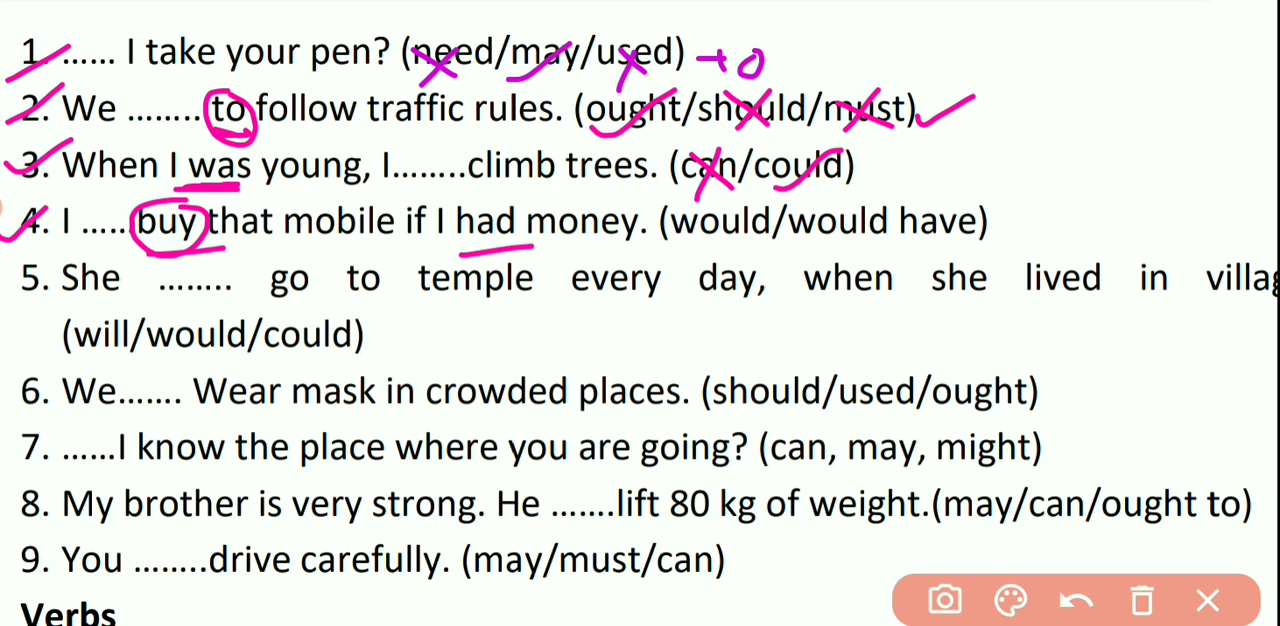 1. ...... I take your pen? (need/may/used) → o
2. We ........ to follow traffic rules. (ought/should/must)
3. When I was young, I........climb trees. (can/could)
4. I ..... buy that mobile if I had money. (would/would have)
5. She ........ go to temple every day, when she lived in villag
(will/would/could)
6. We....... Wear mask in crowded places. (should/used/ought)
7. ......I know the place where you are going? (can, may, might)
8. My brother is very strong. He .......lift 80 kg of weight.(may/can/ought to)
9. You ........drive carefully. (may/must/can)
Verbs